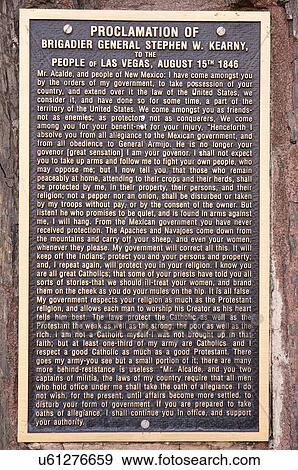 PROCLAMATION OF
BRIGADIER GENERAL STEPHEN W. KEARNY,
TO THE
PEOPLE OF LAS VEGAS, AUGUST 15TH 1846
Mr. Acalde, and people of New Mexico: I have come amongst you
by the orders of my government, to take possession of your
country, and extend over it the law of the United States, we
consider it, and have done so for some time, a part of the
territory of the United States. We come amongst you as friends-
not as enemies; as protectors not as conquerors. We come
among you for your benefit-not for your injury. "Henceforth I
absolve you from all allegiance to the Mexican government, and
from all obedience to General Armijo. He is no longer your
governor [great sensation] I am your govenor. I shall not expect
you to take up arms and follow me to fight your own people, who
may oppose me; but I now tell you, that those who remain
peaceably at home, attending to their crops and their herds, shall
be protected by me, in their property, their persons, and their
religion; not a pepper nor an onion, shall be disturbed or taken
by my troops without pay, or by the consent of the owner. But
listen! he who promises to be quiet, and is found in arms against
me, I will hang. From the Mexican government you have never
received protection. The Apaches and Navajoes come down from
the mountains and carry off your sheep, and even your women,
whenever they please. My government will correct all this. It will
keep off the Indians, protect you and your persons and property;
and, I repeat again, will protect you in your religion. I know you
are all great Catholics; that some of your priests have told you all
sorts of stories-that we should ill-treat your women, and brand
them on the cheek as you do your mules on the hip. It is all false.
My government respects your religion as much as the Protestant
religion, and allows each man to worship his Creator as his heart
tells him best. The laws protect the Catholic as well as the
Protestant the weak as well as the strong; the poor as well as the
rich. I am not a Catholic myself-I was not brought up in that
faith; but at least one-third of my army are Catholics, and I
respect a good Catholic as much as a good Protestant. There
goes my army-you see but a small portion of it; there are many
more behind-resistance is useless. "Mr. Alcalde, and you two
captains of militia, the laws of my country require that all men
who hold office under me shall take the oath of allegiance. I do
not wish, for the present, until affairs become more settled, to
disturb your form of government. If you are prepared to take
oaths of allegiance, I shall continue you in office, and support
your authority.
u61276659 www.fotosearch.com